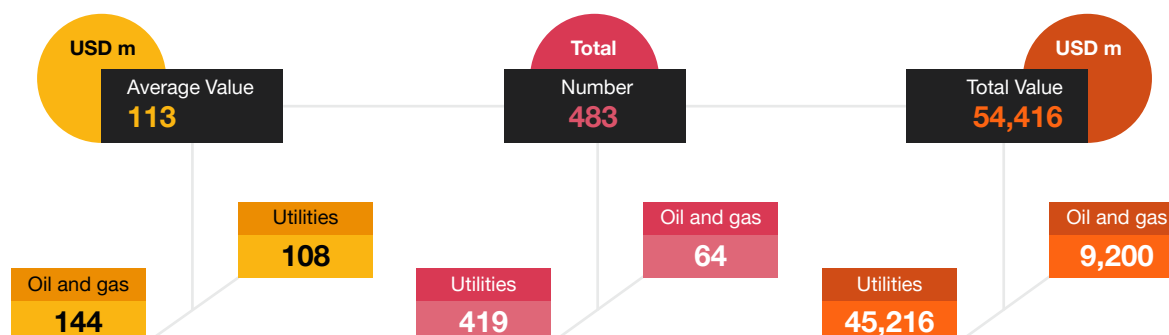 USD m
Average Value
113
Total
Number
483
USD m
Total Value
54,416
Utilities
108
Oil and gas
144
Oil and gas
64
Utilities
419
Oil and gas
9,200
Utilities
45,216